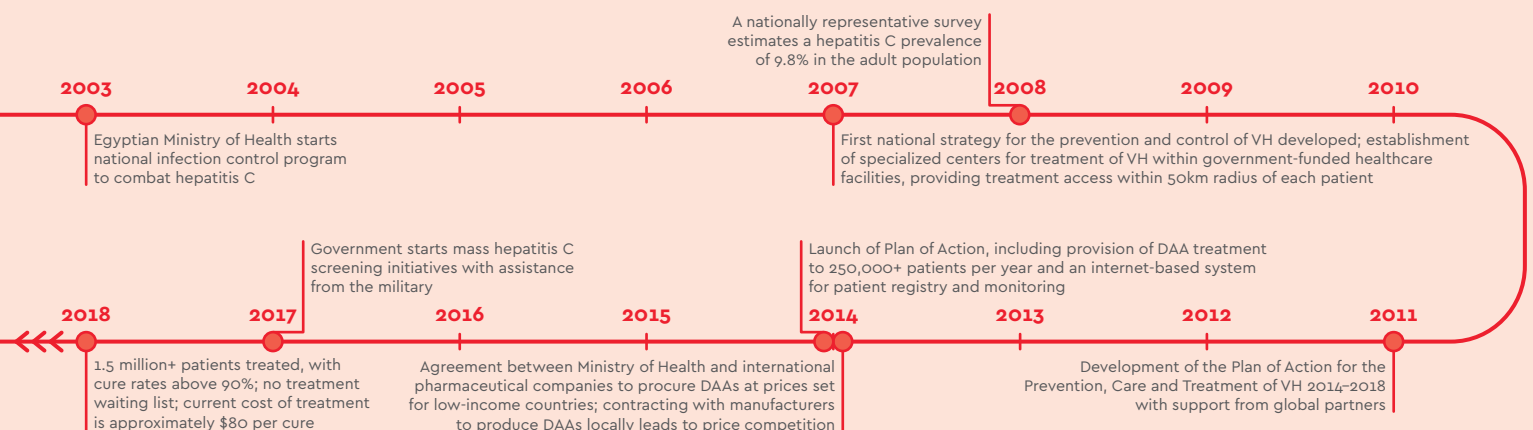 A nationally representative survey
estimates a hepatitis C prevalence
of 9.8% in the adult population
2003 2004 2005 2006 2007 2008 2009 2010
Egyptian Ministry of Health starts
national infection control program
to combat hepatitis C
First national strategy for the prevention and control of VH developed; establishment
of specialized centers for treatment of VH within government-funded healthcare
facilities, providing treatment access within 50km radius of each patient
Government starts mass hepatitis C
screening initiatives with assistance
from the military
Launch of Plan of Action, including provision of DAA treatment
to 250,000+ patients per year and an internet-based system
for patient registry and monitoring
2018 2017 2016 2015 2014 2013 2012 2011
1.5 million+ patients treated, with
cure rates above 90%; no treatment
waiting list; current cost of treatment
is approximately $80 per cure
Agreement between Ministry of Health and international
pharmaceutical companies to procure DAAs at prices set
for low-income countries; contracting with manufacturers
to produce DAAs locally leads to price competition
Development of the Plan of Action for the
Prevention, Care and Treatment of VH 2014–2018
with support from global partners